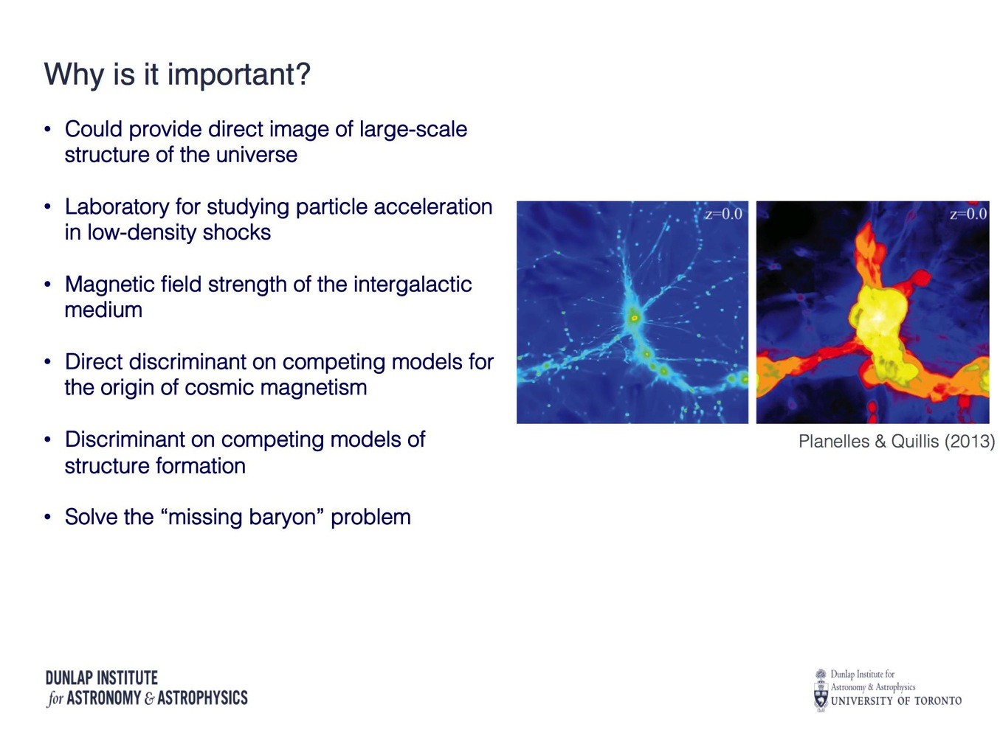 Why is it important?
• Could provide direct image of large-scale
structure of the universe
• Laboratory for studying particle acceleration
in low-density shocks
• Magnetic field strength of the intergalactic
medium
• Direct discriminant on competing models for
the origin of cosmic magnetism
• Discriminant on competing models of
structure formation
• Solve the “missing baryon” problem
z=0.0
z=0.0
Planelles & Quillis (2013)
DUNLAP INSTITUTE
for ASTRONOMY & ASTROPHYSICS
Dunlap Institute for
Astronomy & Astrophysics
UNIVERSITY OF TORONTO